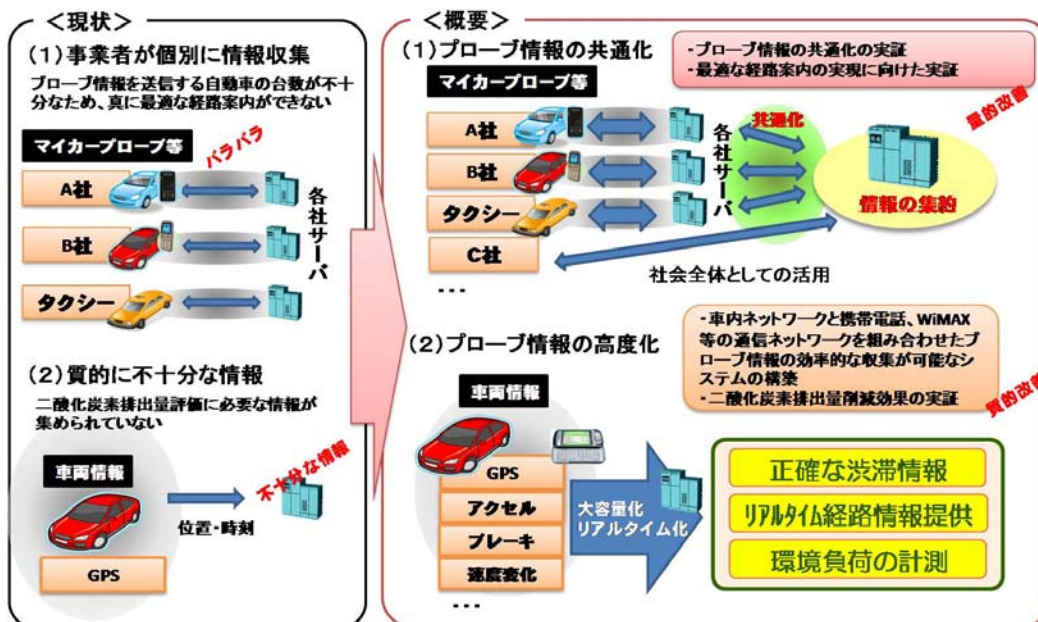 <現状>
(1)事業者が個別に情報収集
プローブ情報を送信する自動車の台数が不十
分なため、真に最適な経路案内ができない
マイカープローブ等
バラバラ
A社
B社
タクシー
各社サーバ
(2)質的に不十分な情報
二酸化炭素排出量評価に必要な情報が
集められていない
車両情報
不十分な情報
位置・時刻
GPS
<概要>
(1)プローブ情報の共通化
・プローブ情報の共通化の実証
・最適な経路案内の実現に向けた実証
量的改善
マイカープローブ等
A社
B社
タクシー
C社
・・・
各社サーバ
共通化
情報の集約
社会全体としての活用
(2)プローブ情報の高度化
・車内ネットワークと携帯電話、WiMAX
等の通信ネットワークを組み合わせたプ
ローブ情報の効率的な収集が可能なシ
ステムの構築
・二酸化炭素排出量削減効果の実証
質的改善
車両情報
GPS
アクセル
ブレーキ
速度変化
・・・
大容量化
リアルタイム化
正確な渋滞情報
リアルタイム経路情報提供
環境負荷の計測